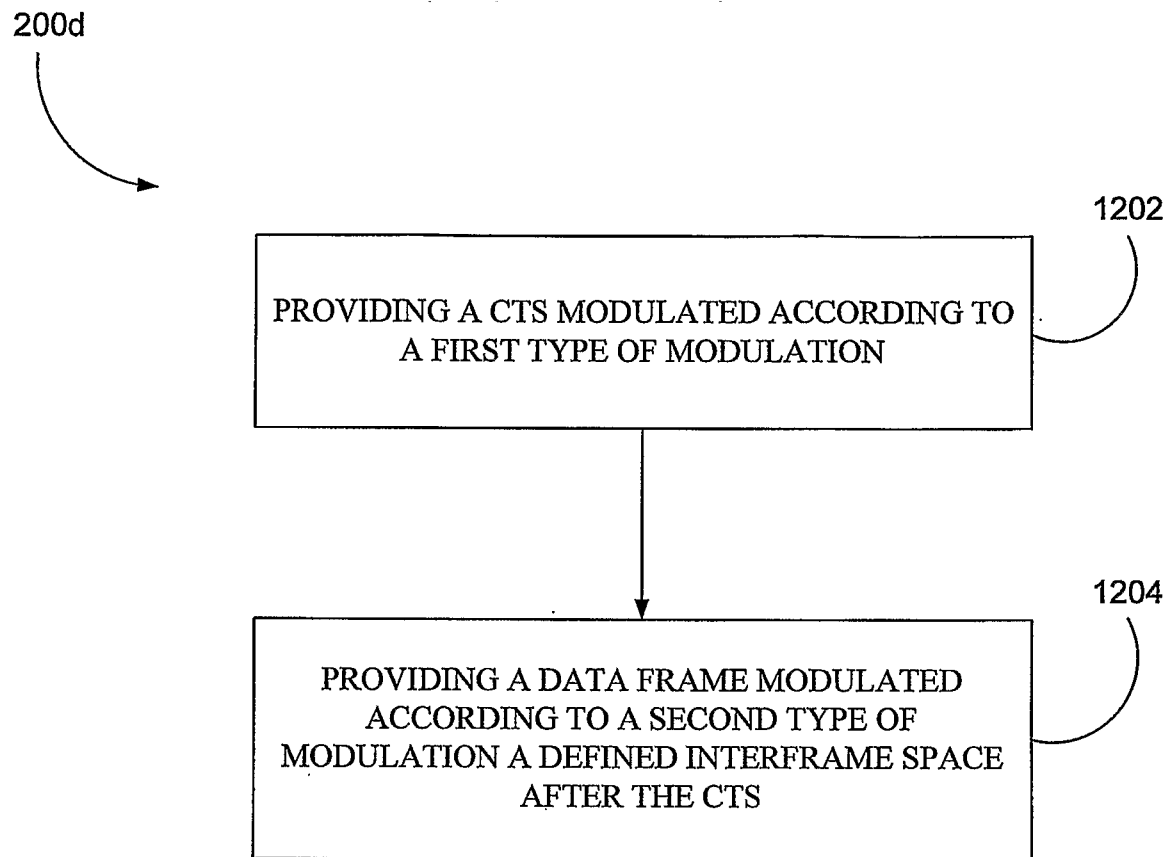 200d
1202
PROVIDING A CTS MODULATED ACCORDING TO
A FIRST TYPE OF MODULATION
1204
PROVIDING A DATA FRAME MODULATED
ACCORDING TO A SECOND TYPE OF
MODULATION A DEFINED INTERFRAME SPACE
AFTER THE CTS